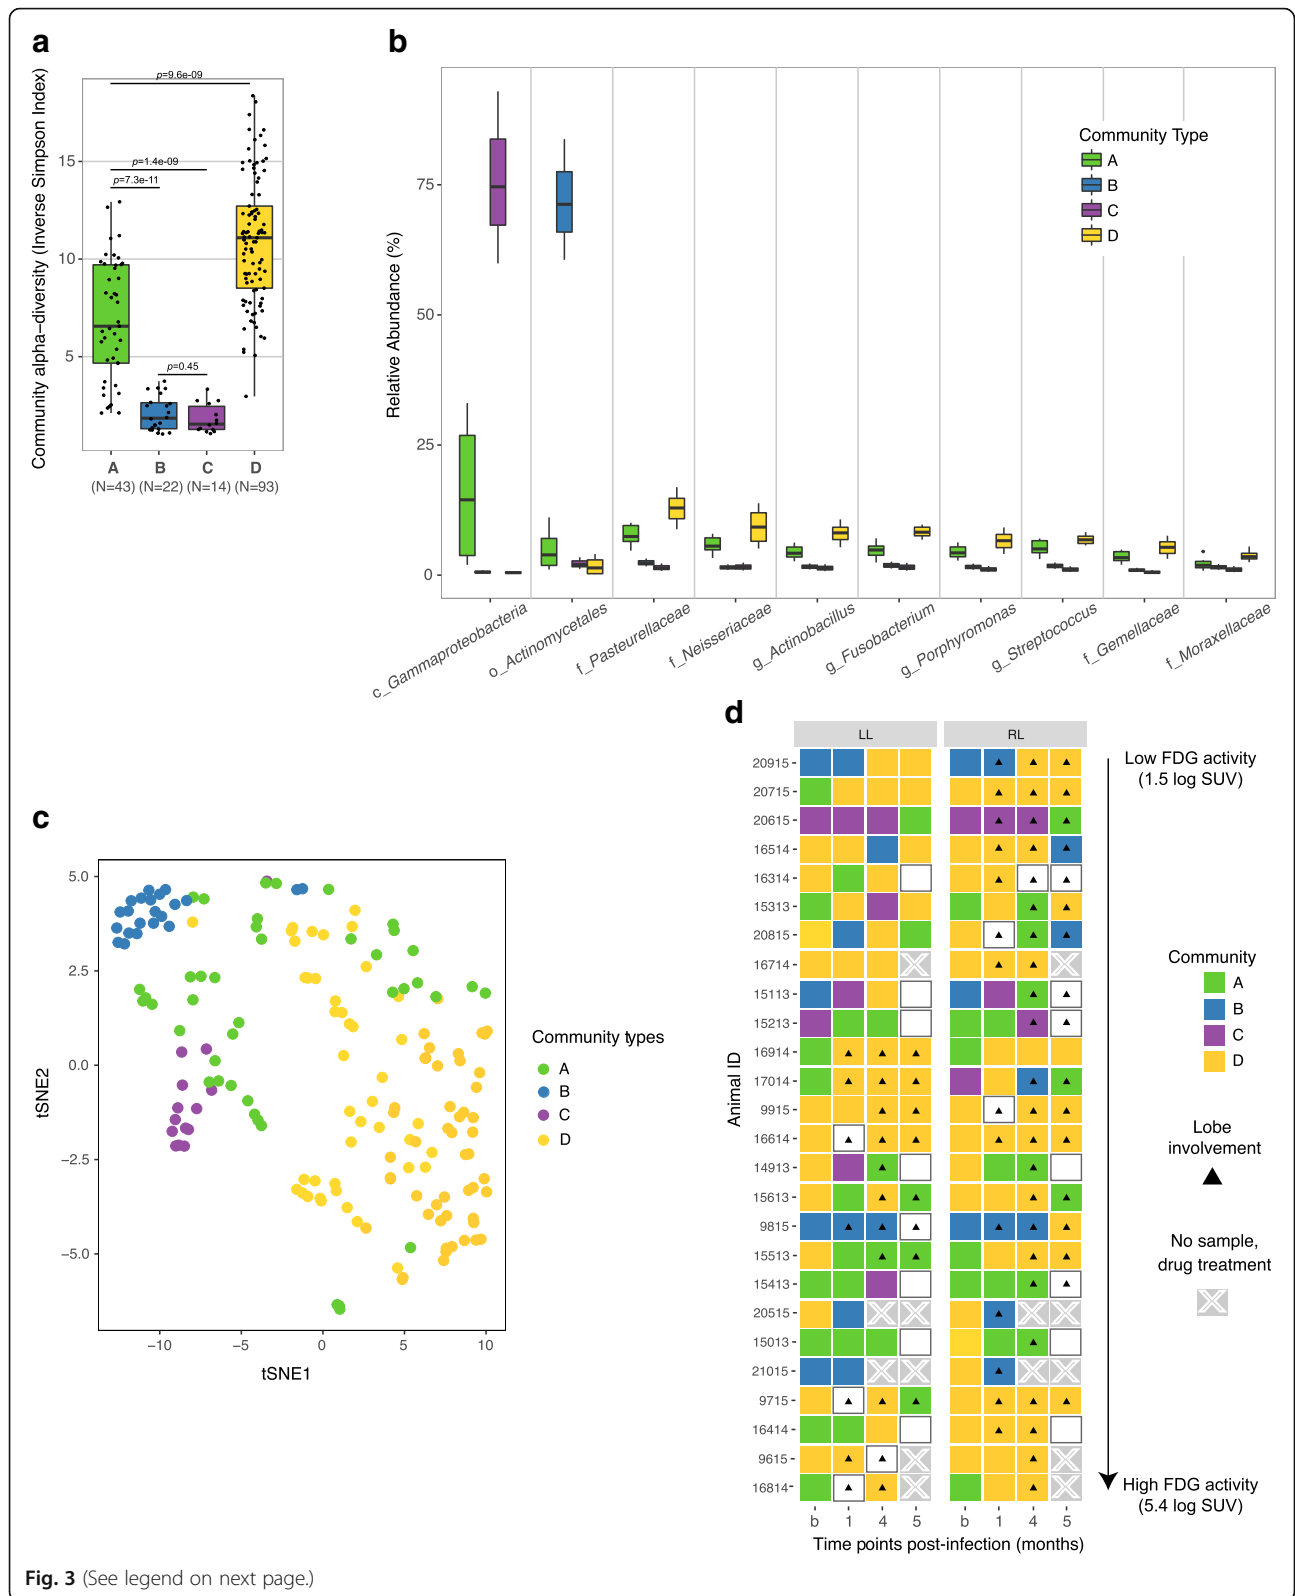 a
Community alpha−diversity (Inverse Simpson Index)
p=9.6e-09
p=1.4e-09
p=7.3e-11
p=0.45
15
10
5
A B C D
(N=43) (N=22) (N=14) (N=93)
b
Relative Abundance (%)
75
50
25
0
Community Type
A
B
C
D
c_Gammaproteobacteria
o_Actinomycetales
f_Pasteurellaceae
f_Neisseriaceae
g_Actinobacillus
g_Fusobacterium
g_Porphyromonas
g_Streptococcus
f_Gemellaceae
f_Moraxellaceae
c
tSNE2
5.0
2.5
0.0
−2.5
−5.0
−10 −5 0 5 10
tSNE1
Community types
A
B
C
D
d
LL RL
Animal ID
20915
20715
20615
16514
16314
15313
20815
16714
15113
15213
16914
17014
9915
16614
14913
15613
9815
15513
15413
20515
15013
21015
9715
16414
9615
16814
b 1 4 5 b 1 4 5
Time points post-infection (months)
Low FDG activity
(1.5 log SUV)
Community
A
B
C
D
Lobe
involvement
No sample,
drug treatment
High FDG activity
(5.4 log SUV)
Fig. 3 (See legend on next page.)